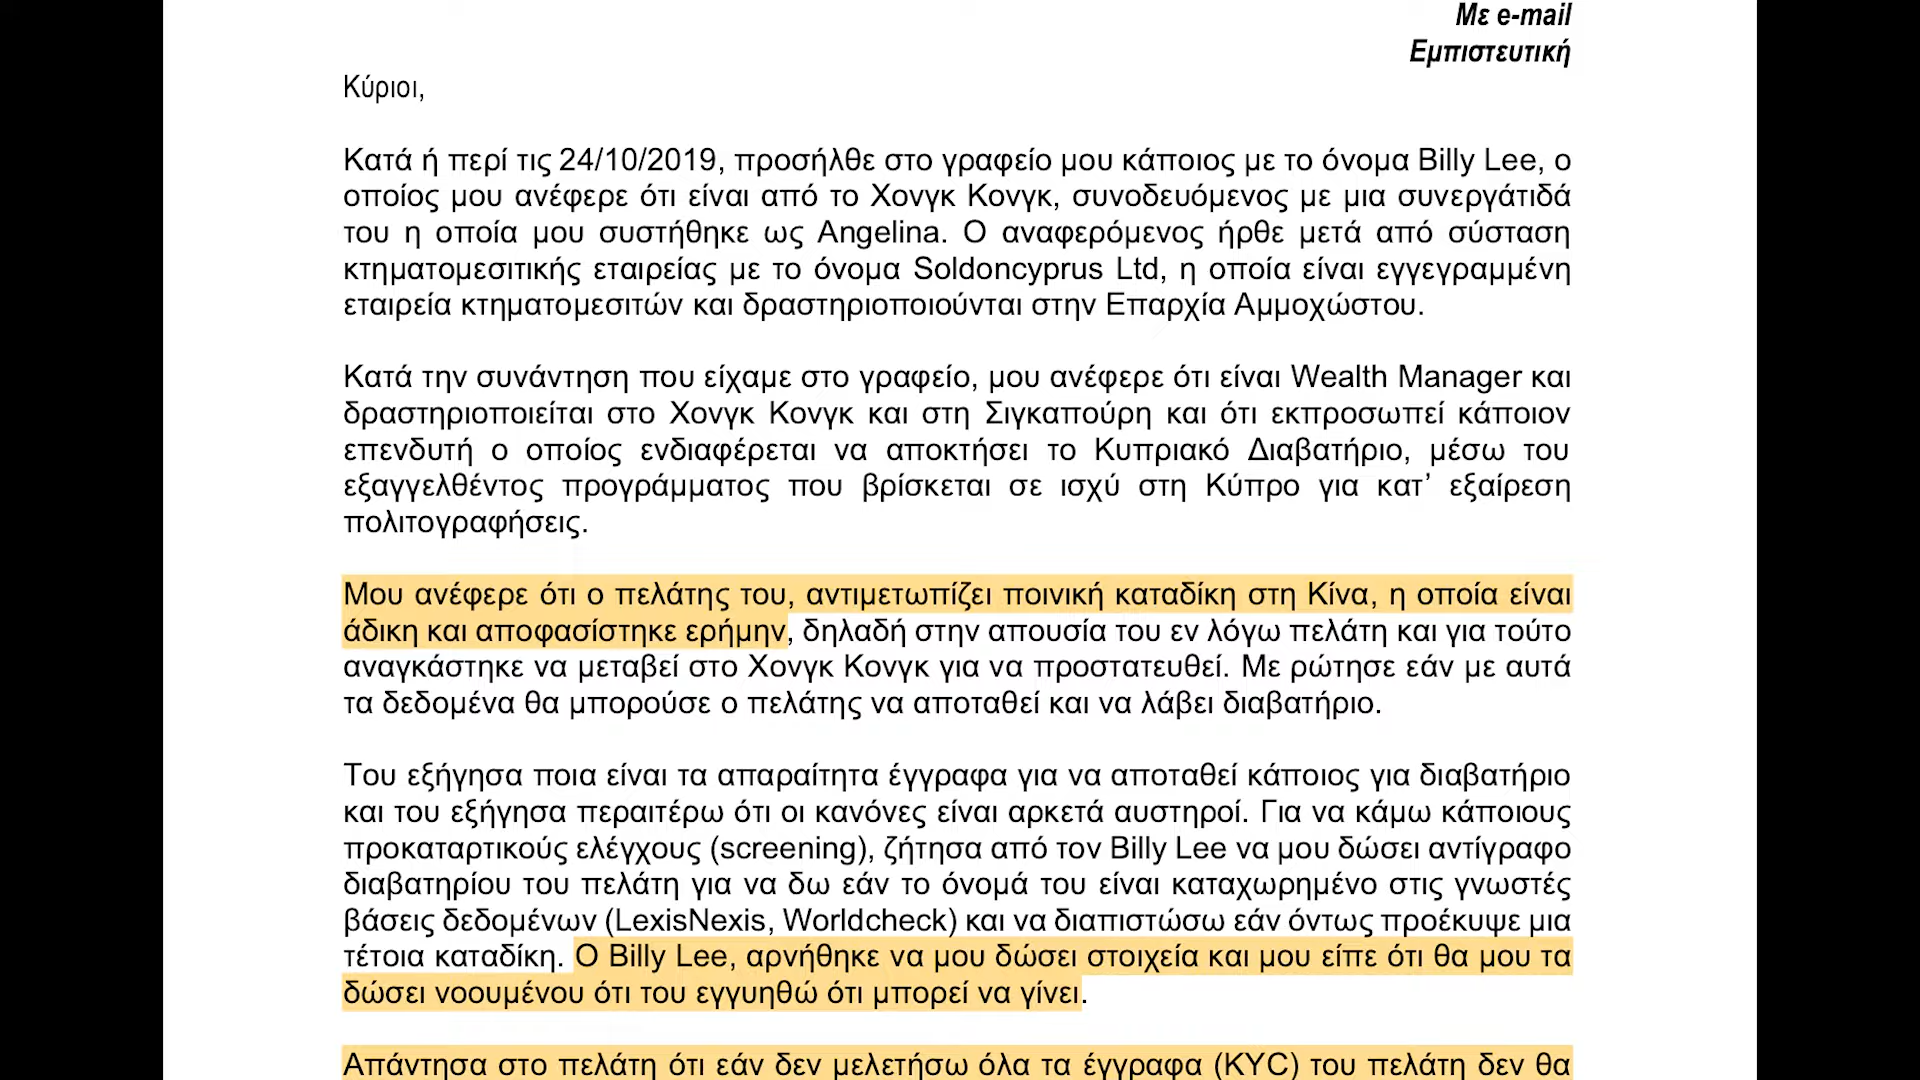 Με e-mail
Εμπιστευτική
Κύριοι,
Κατά ή περί τις 24/10/2019, προσήλθε στο γραφείο μου κάποιος με το όνομα Billy Lee, ο
οποίος μου ανέφερε ότι είναι από το Χονγκ Κονγκ, συνοδευόμενος με μια συνεργάτιδά
του η οποία μου συστήθηκε ως Angelina. Ο αναφερόμενος ήρθε μετά από σύσταση
κτηματομεσιτικής εταιρείας με το όνομα Soldoncyprus Ltd, η οποία είναι εγγεγραμμένη
εταιρεία κτηματομεσιτών και δραστηριοποιούνται στην Επαρχία Αμμοχώστου.
Κατά την συνάντηση που είχαμε στο γραφείο, μου ανέφερε ότι είναι Wealth Manager και
δραστηριοποιείται στο Χονγκ Κονγκ και στη Σιγκαπούρη και ότι εκπροσωπεί κάποιον
επενδυτή ο οποίος ενδιαφέρεται να αποκτήσει το Κυπριακό Διαβατήριο, μέσω του
εξαγγελθέντος προγράμματος που βρίσκεται σε ισχύ στη Κύπρο για κατ’ εξαίρεση
πολιτογραφήσεις.
Μου ανέφερε ότι ο πελάτης του, αντιμετωπίζει ποινική καταδίκη στη Κίνα, η οποία είναι
άδικη και αποφασίστηκε ερήμην, δηλαδή στην απουσία του εν λόγω πελάτη και για τούτο
αναγκάστηκε να μεταβεί στο Χονγκ Κονγκ για να προστατευθεί. Με ρώτησε εάν με αυτά
τα δεδομένα θα μπορούσε ο πελάτης να αποταθεί και να λάβει διαβατήριο.
Του εξήγησα ποια είναι τα απαραίτητα έγγραφα για να αποταθεί κάποιος για διαβατήριο
και του εξήγησα περαιτέρω ότι οι κανόνες είναι αρκετά αυστηροί. Για να κάμω κάποιους
προκαταρτικούς ελέγχους (screening), ζήτησα από τον Billy Lee να μου δώσει αντίγραφο
διαβατηρίου του πελάτη για να δω εάν το όνομά του είναι καταχωρημένο στις γνωστές
βάσεις δεδομένων (LexisNexis, Worldcheck) και να διαπιστώσω εάν όντως προέκυψε μια
τέτοια καταδίκη. Ο Billy Lee, αρνήθηκε να μου δώσει στοιχεία και μου είπε ότι θα μου τα
δώσει νοουμένου ότι του εγγυηθώ ότι μπορεί να γίνει.
Απάντησα στο πελάτη ότι εάν δεν μελετήσω όλα τα έγγραφα (KYC) του πελάτη δεν θα